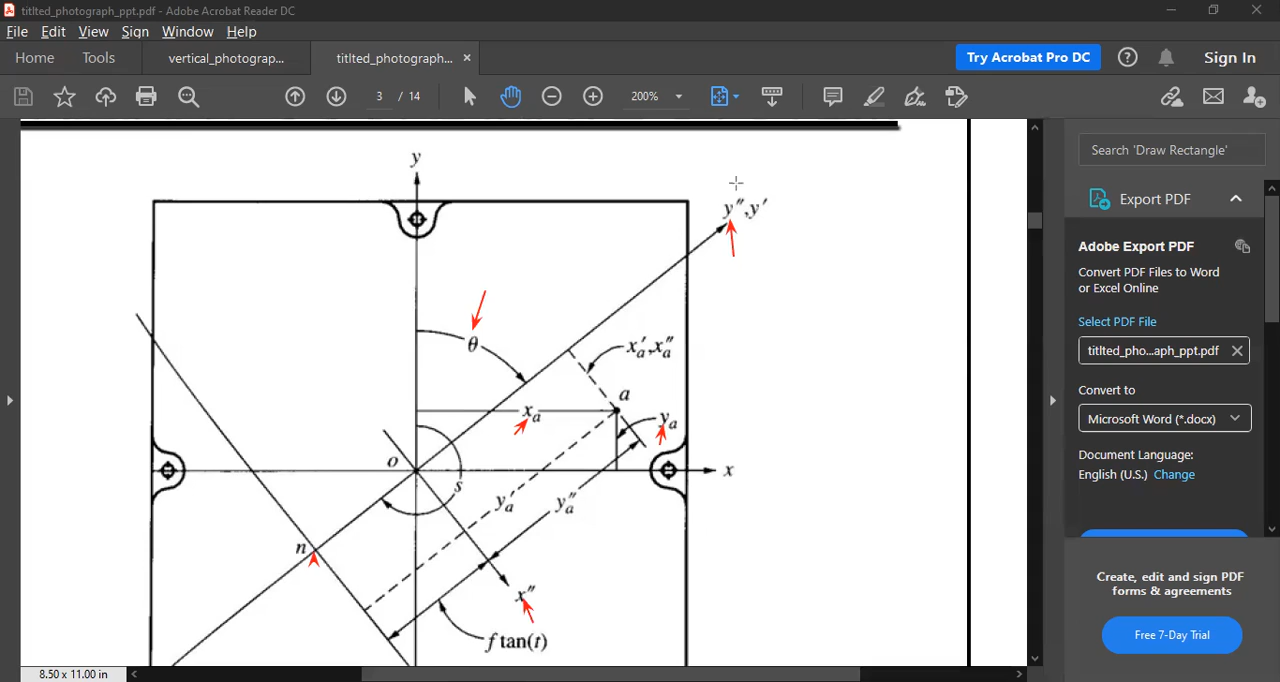 titlted_photograph_ppt.pdf - Adobe Acrobat Reader DC
File Edit View Sign Window Help
Home Tools vertical_photograp... titlted_photograph... × Try Acrobat Pro DC Sign In
3 / 14 200%
Search 'Draw Rectangle'
Export PDF
Adobe Export PDF
Convert PDF Files to Word
or Excel Online
Select PDF File
titlted_pho...aph_ppt.pdf
Convert to
Microsoft Word (*.docx)
Document Language:
English (U.S.) Change
Create, edit and sign PDF
forms & agreements
Free 7-Day Trial
y
y″,y′
θ
x′a,x″a
a
xa
ya
o
x
s
y′a
y″a
n
x″
f tan(t)
8.50 x 11.00 in